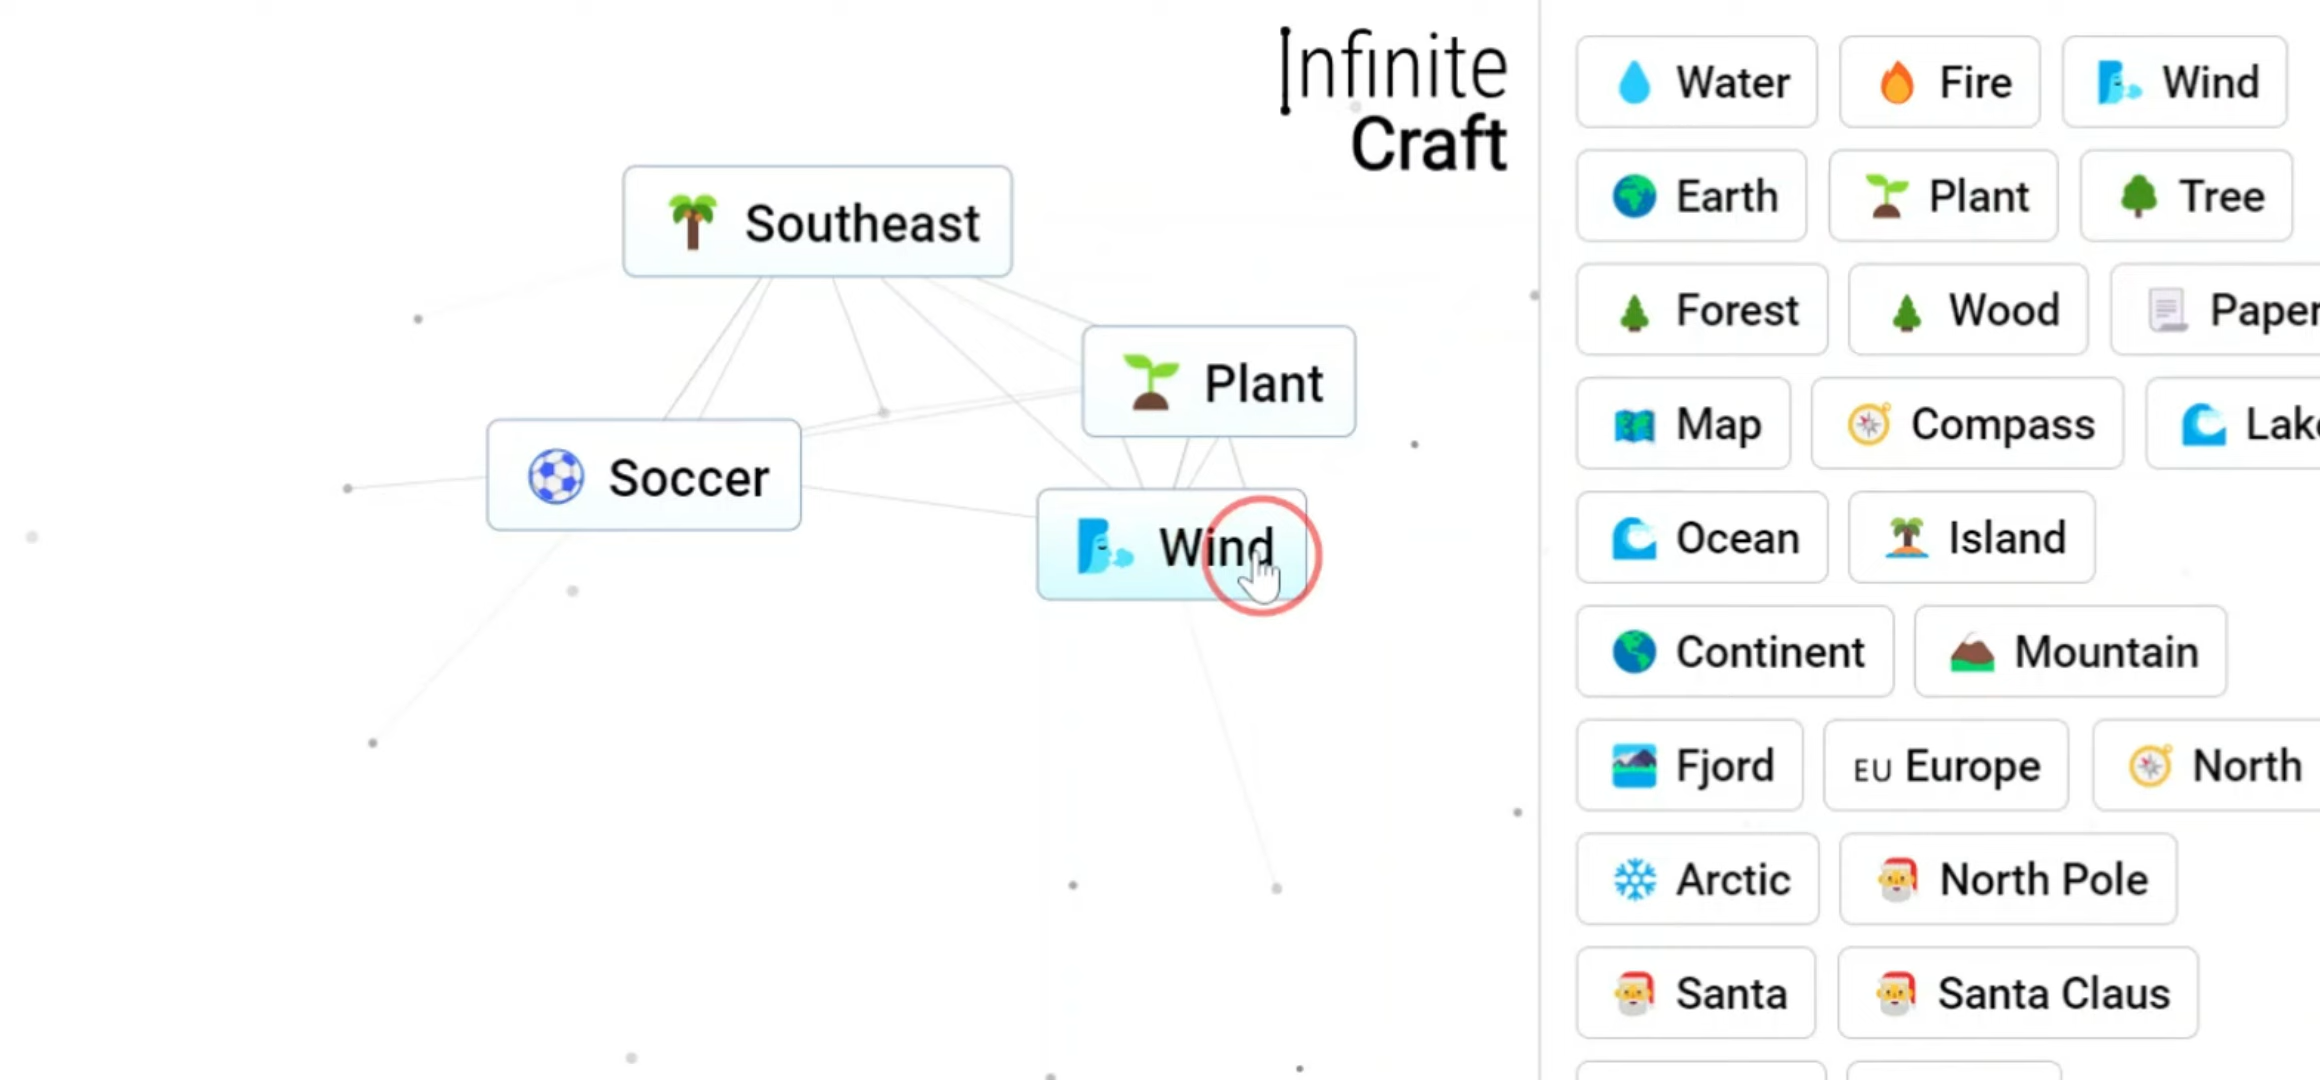 Infinite
Craft
Southeast
Plant
Soccer
Wind
Water Fire Wind
Earth Plant Tree
Forest Wood Paper
Map Compass
Ocean Island
Continent Mountain
Fjord EU Europe North
Arctic North Pole
Santa Santa Claus